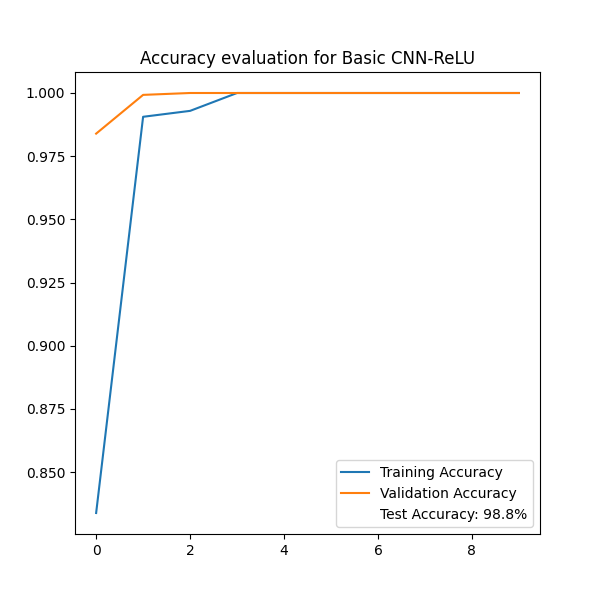 Accuracy evaluation for Basic CNN-ReLU
1.000
0.975
0.950
0.925
0.900
0.875
0.850
Training Accuracy
Validation Accuracy
Test Accuracy: 98.8%
0 2 4 6 8